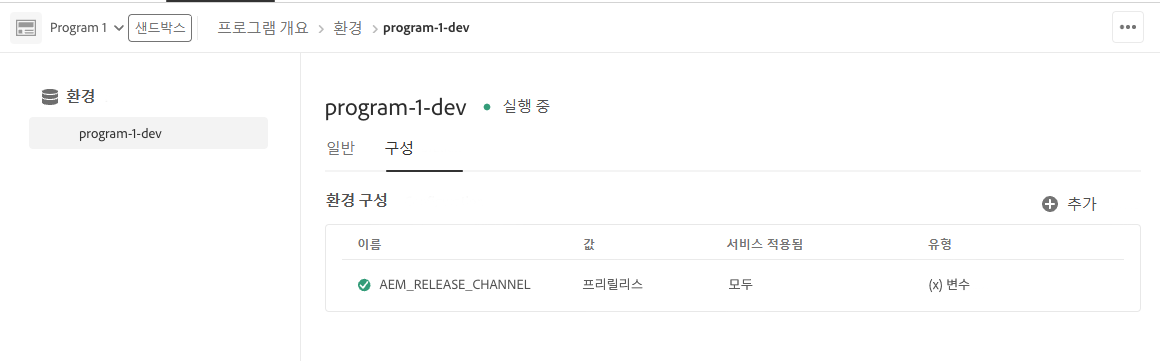 Program 1 샌드박스 프로그램 개요 > 환경 > program-1-dev
환경
program-1-dev
program-1-dev 실행 중
일반 구성
환경 구성
추가
이름 값 서비스 적용됨 유형
AEM_RELEASE_CHANNEL 프리릴리스 모두 (x) 변수